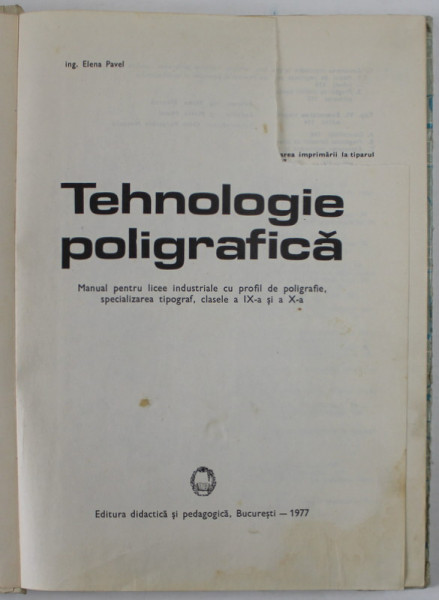 ing. Elena Pavel
imprimării la tiparul
Tehnologie
poligrafică
Manual pentru licee industriale cu profil de poligrafie,
specializarea tipograf, clasele a IX-a și a X-a
Editura didactică și pedagogică, București — 1977